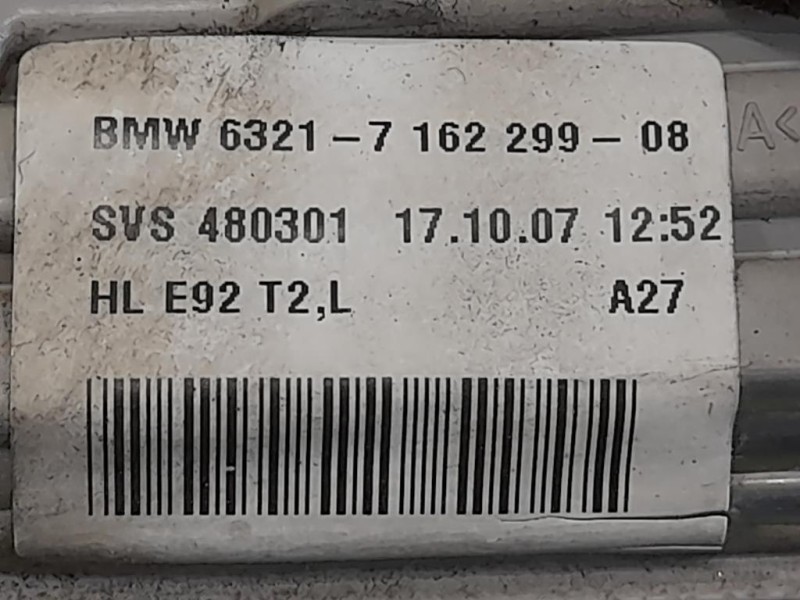 BMW 6321-7 162 299-08
SVS 480301 17.10.07 12:52
HL E92 T2,L A27
A<